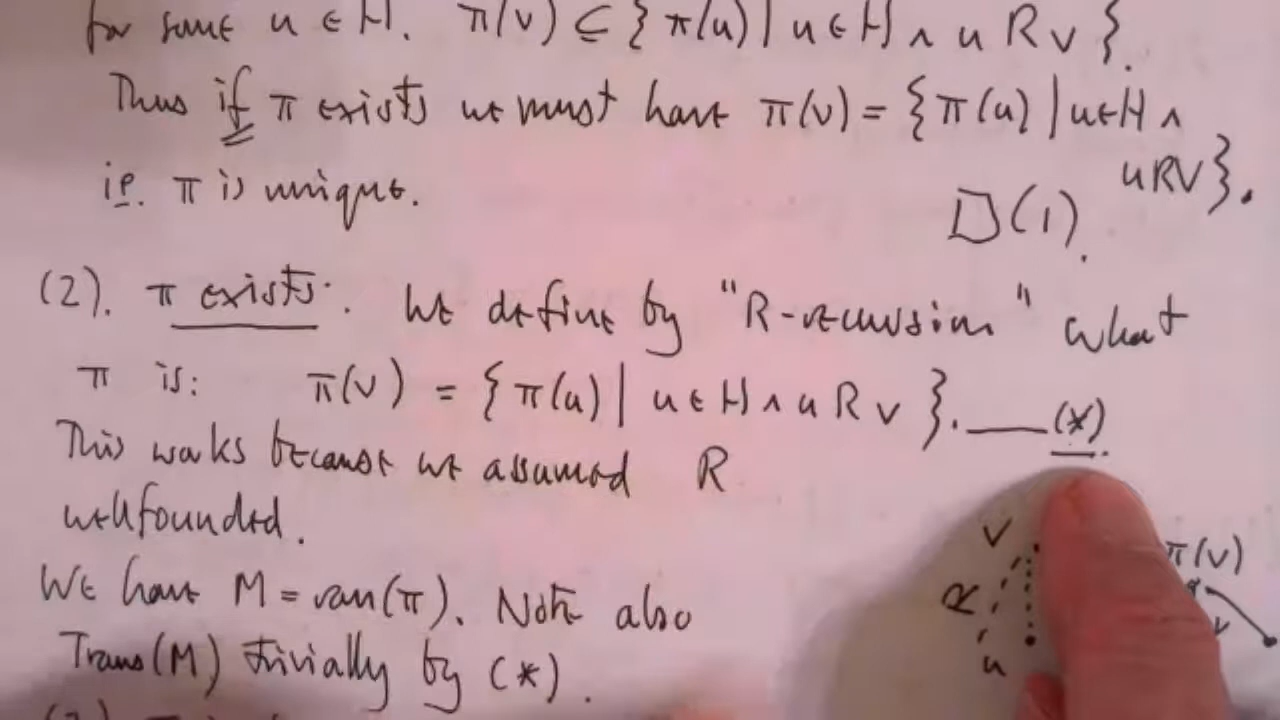 for some u ∈ H. π(v) ⊆ { π(u) | u ∈ H ∧ u R v }.
Thus if π exists we must have π(v) = { π(u) | u ∈ H ∧
u R v }.
ie. π is unique.
□(1).
(2). π exists. We define by "R-recursion" what
π is: π(v) = { π(u) | u ∈ H ∧ u R v }. ——(*).
This works because we assumed R
wellfounded.
We have M = ran(π). Note also
Trans(M) trivially by (*).
v
π(v)
R
u